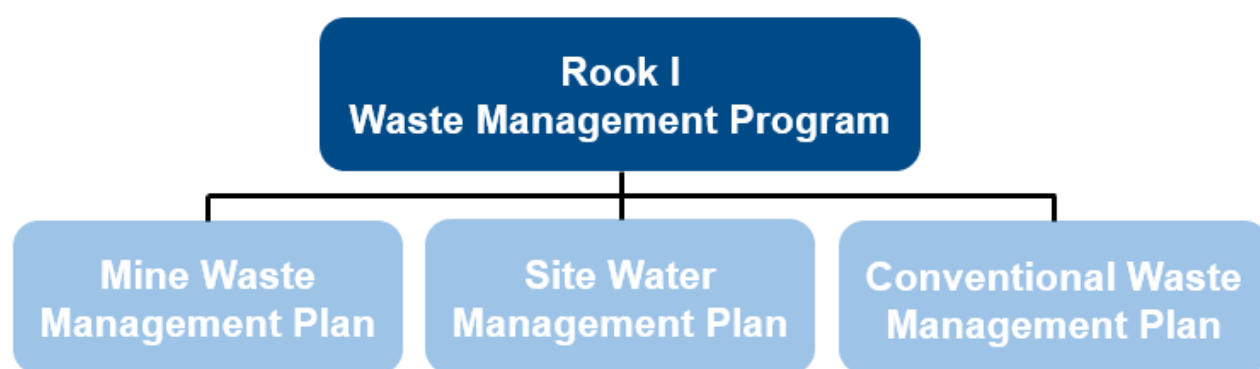 Rook I
Waste Management Program
Mine Waste
Management Plan
Site Water
Management Plan
Conventional Waste
Management Plan